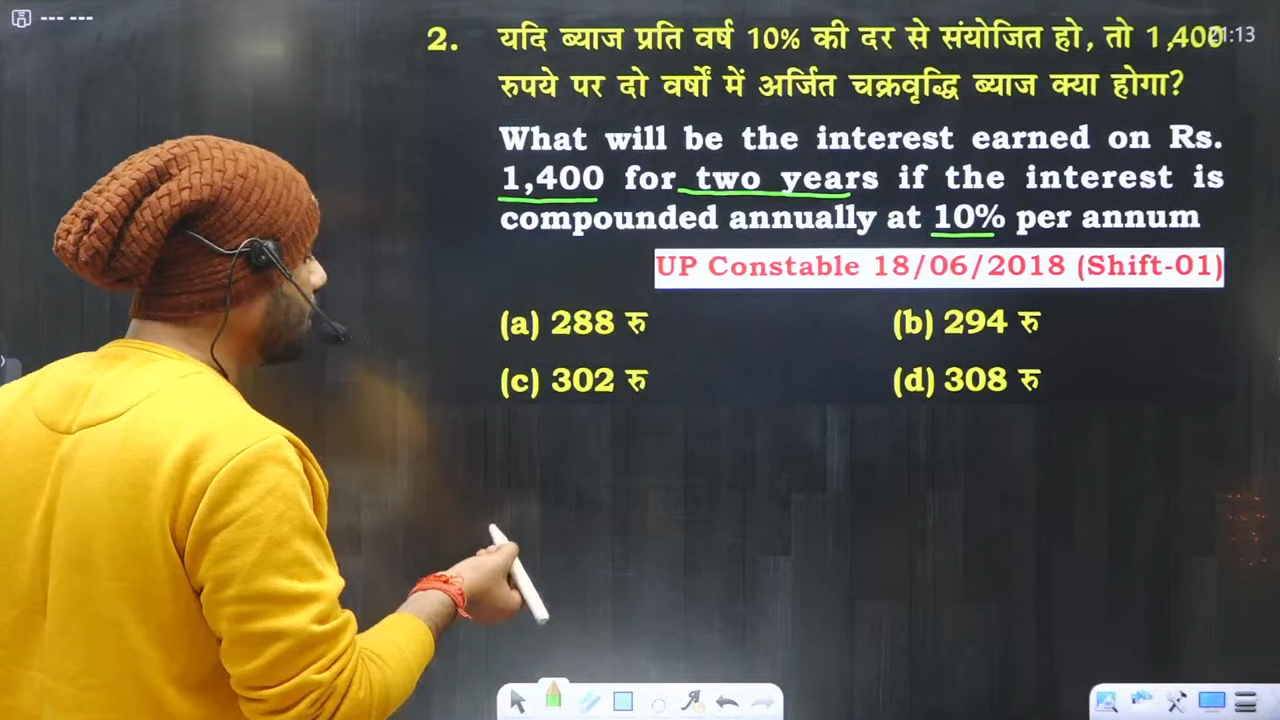 2. यदि ब्याज प्रति वर्ष 10% की दर से संयोजित हो, तो 1,400
रुपये पर दो वर्षों में अर्जित चक्रवृद्धि ब्याज क्या होगा?
What will be the interest earned on Rs.
1,400 for two years if the interest is
compounded annually at 10% per annum
UP Constable 18/06/2018 (Shift-01)
(a) 288 रु (b) 294 रु
(c) 302 रु (d) 308 रु